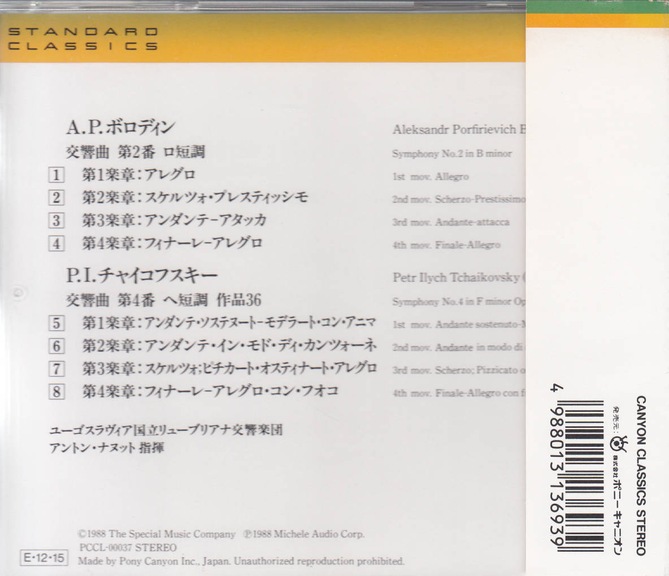 STANDARD
CLASSICS
A.P.ボロディン
交響曲 第2番 ロ短調
1 第1楽章:アレグロ
2 第2楽章:スケルツォ・プレスティッシモ
3 第3楽章:アンダンテ-アタッカ
4 第4楽章:フィナーレ-アレグロ
P.I.チャイコフスキー
交響曲 第4番 ヘ短調 作品36
5 第1楽章:アンダンテ・ソステヌート-モデラート・コン・アニマ
6 第2楽章:アンダンテ・イン・モド・ディ・カンツォーネ
7 第3楽章:スケルツォ;ピチカート・オスティナート・アレグロ
8 第4楽章:フィナーレ-アレグロ・コン・フオコ
ユーゴスラヴィア国立リューブリアナ交響楽団
アントン・ナヌット 指揮
Aleksandr Porfirievich B
Symphony No.2 in B minor
1st mov. Allegro
2nd mov. Scherzo-Prestissimo
3rd mov. Andante-attacca
4th mov. Finale-Allegro
Petr Ilych Tchaikovsky (
Symphony No.4 in F minor Op
1st mov. Andante sostenuto-M
2nd mov. Andante in modo di
3rd mov. Scherzo; Pizzicato o
4th mov. Finale-Allegro con f
©1988 The Special Music Company ℗1988 Michele Audio Corp.
PCCL-00037 STEREO
E・12・15 Made by Pony Canyon Inc., Japan. Unauthorized reproduction prohibited.
CANYON CLASSICS STEREO
発売元: 株式会社 ポニーキャニオン
4 988013 136939